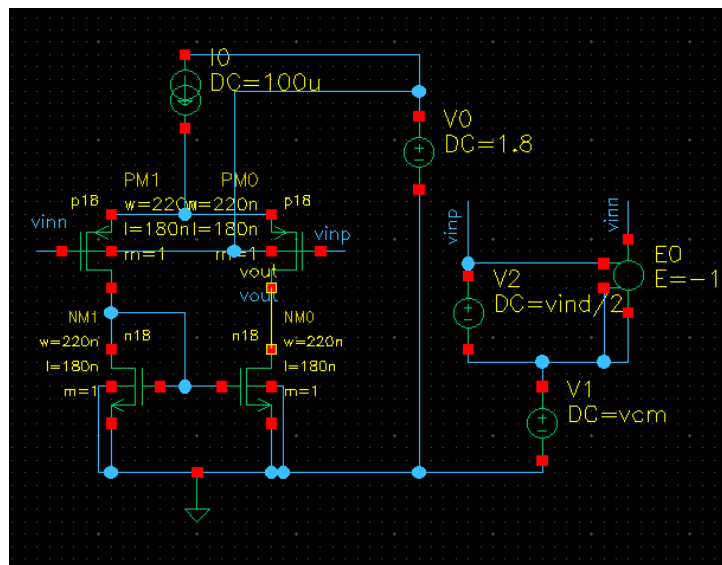 I0
DC=100u
V0
DC=1.8
PM1
PM0
p18
w=220n
w=220n
p18
l=180n
l=180n
vinn
m=1
m=1
vinp
vout
vout
vinp
vinn
E0
E=-1
V2
DC=vind/2
NM1
n18
n18
NM0
w=220n
w=220n
l=180n
l=180n
m=1
m=1
V1
DC=vcm